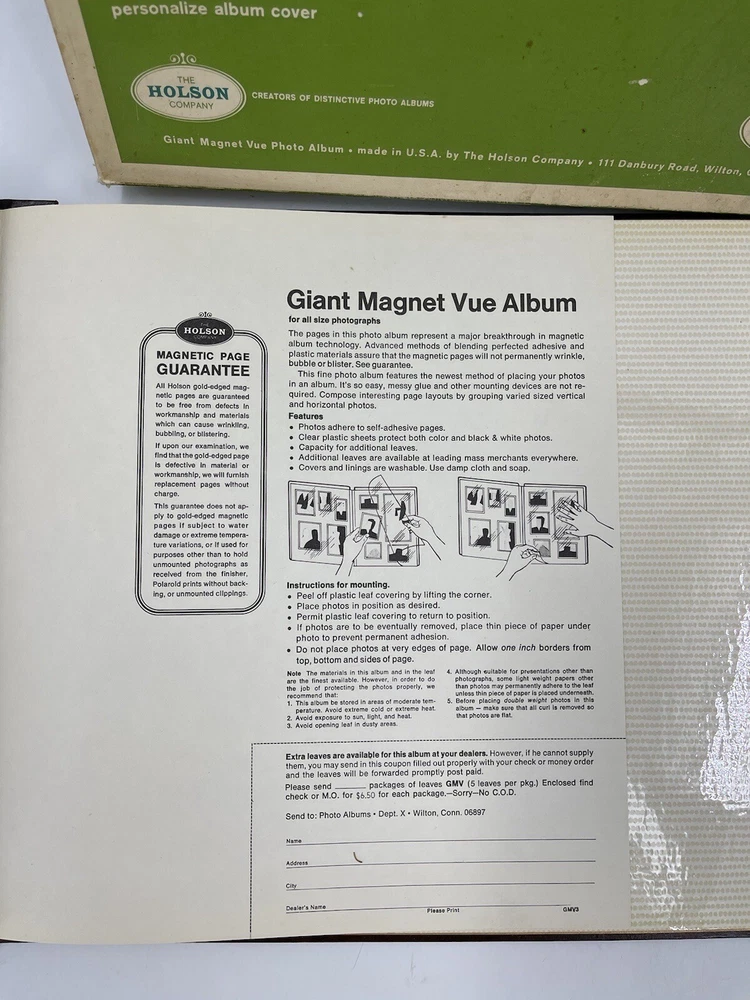 personalize album cover
THE
HOLSON
COMPANY
CREATORS OF DISTINCTIVE PHOTO ALBUMS
Giant Magnet Vue Photo Album • made in U.S.A. by The Holson Company • 111 Danbury Road, Wilton,
THE
HOLSON
COMPANY
MAGNETIC PAGE
GUARANTEE
All Holson gold-edged mag-
netic pages are guaranteed
to be free from defects in
workmanship and materials
which can cause wrinkling,
bubbling, or blistering.
If upon our examination, we
find that the gold-edged page
is defective in material or
workmanship, we will furnish
replacement pages without
charge.
This guarantee does not ap-
ply to gold-edged magnetic
pages if subject to water
damage or extreme tempera-
ture variations, or if used for
purposes other than to hold
unmounted photographs as
received from the finisher,
Polaroid prints without back-
ing, or unmounted clippings.
Giant Magnet Vue Album
for all size photographs
The pages in this photo album represent a major breakthrough in magnetic
album technology. Advanced methods of blending perfected adhesive and
plastic materials assure that the magnetic pages will not permanently wrinkle,
bubble or blister. See guarantee.
This fine photo album features the newest method of placing your photos
in an album. It's so easy, messy glue and other mounting devices are not re-
quired. Compose interesting page layouts by grouping varied sized vertical
and horizontal photos.
Features
• Photos adhere to self-adhesive pages.
• Clear plastic sheets protect both color and black & white photos.
• Capacity for additional leaves.
• Additional leaves are available at leading mass merchants everywhere.
• Covers and linings are washable. Use damp cloth and soap.
Instructions for mounting.
• Peel off plastic leaf covering by lifting the corner.
• Place photos in position as desired.
• Permit plastic leaf covering to return to position.
• If photos are to be eventually removed, place thin piece of paper under
photo to prevent permanent adhesion.
• Do not place photos at very edges of page. Allow one inch borders from
top, bottom and sides of page.
Note The materials in this album and in the leaf
are the finest available. However, in order to do
the job of protecting the photos properly, we
recommend that:
1. This album be stored in areas of moderate tem-
perature. Avoid extreme cold or extreme heat.
2. Avoid exposure to sun, light, and heat.
3. Avoid opening leaf in dusty areas.
4. Although suitable for presentations other than
photographs, some light weight papers other
than photos may permanently adhere to the leaf
unless thin piece of paper is placed underneath.
5. Before placing double weight photos in this
album — make sure that all curl is removed so
that photos are flat.
Extra leaves are available for this album at your dealers. However, if he cannot supply
them, you may send in this coupon filled out properly with your check or money order
and the leaves will be forwarded promptly post paid.
Please send ______ packages of leaves GMV (5 leaves per pkg.) Enclosed find
check or M.O. for $6.50 for each package.—Sorry—No C.O.D.
Send to: Photo Albums • Dept. X • Wilton, Conn. 06897
Name
Address
City
Dealer's Name
Please Print
GMV3